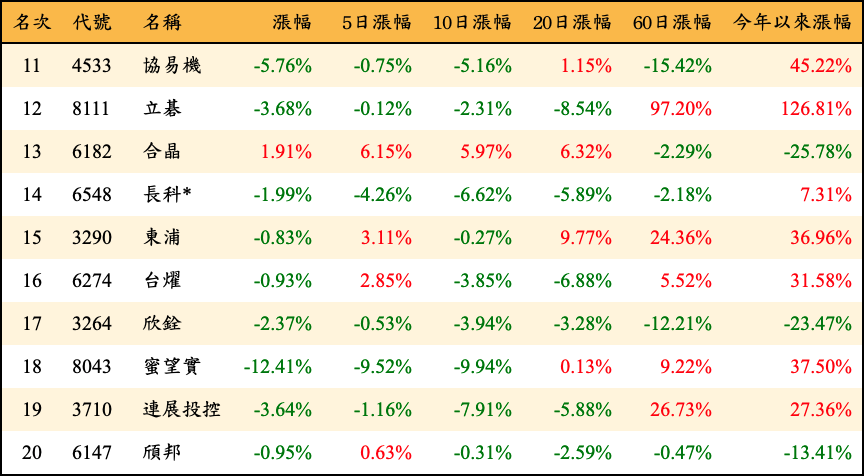 名次 代號 名稱 漲幅 5日漲幅 10日漲幅 20日漲幅 60日漲幅 今年以來漲幅
11 4533 協易機 -5.76% -0.75% -5.16% 1.15% -15.42% 45.22%
12 8111 立碁 -3.68% -0.12% -2.31% -8.54% 97.20% 126.81%
13 6182 合晶 1.91% 6.15% 5.97% 6.32% -2.29% -25.78%
14 6548 長科* -1.99% -4.26% -6.62% -5.89% -2.18% 7.31%
15 3290 東浦 -0.83% 3.11% -0.27% 9.77% 24.36% 36.96%
16 6274 台燿 -0.93% 2.85% -3.85% -6.88% 5.52% 31.58%
17 3264 欣銓 -2.37% -0.53% -3.94% -3.28% -12.21% -23.47%
18 8043 蜜望實 -12.41% -9.52% -9.94% 0.13% 9.22% 37.50%
19 3710 連展投控 -3.64% -1.16% -7.91% -5.88% 26.73% 27.36%
20 6147 頎邦 -0.95% 0.63% -0.31% -2.59% -0.47% -13.41%